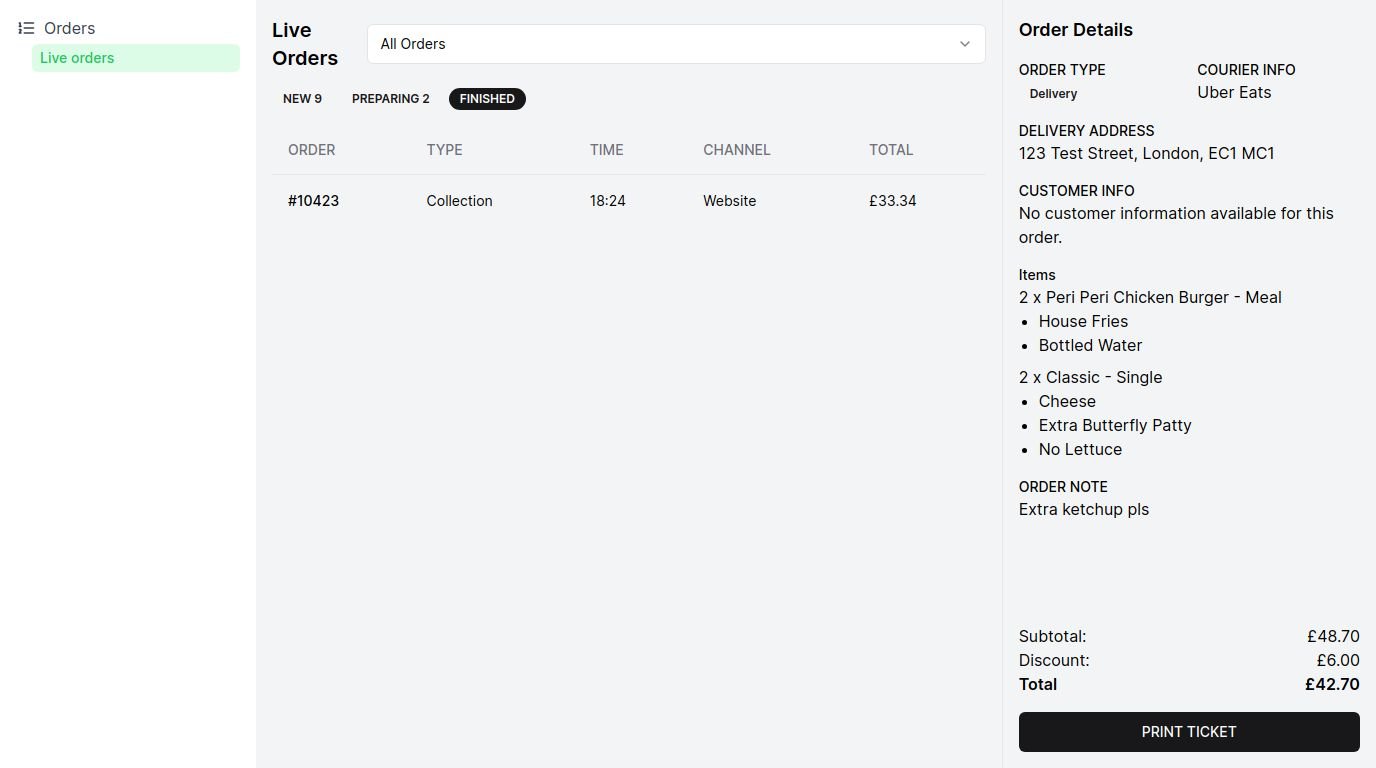 Orders
Live orders
Live
Orders
All Orders
NEW 9 PREPARING 2 FINISHED
ORDER TYPE TIME CHANNEL TOTAL
#10423 Collection 18:24 Website £33.34
Order Details
ORDER TYPE COURIER INFO
Delivery Uber Eats
DELIVERY ADDRESS
123 Test Street, London, EC1 MC1
CUSTOMER INFO
No customer information available for this
order.
Items
2 x Peri Peri Chicken Burger - Meal
• House Fries
• Bottled Water
2 x Classic - Single
• Cheese
• Extra Butterfly Patty
• No Lettuce
ORDER NOTE
Extra ketchup pls
Subtotal: £48.70
Discount: £6.00
Total £42.70
PRINT TICKET